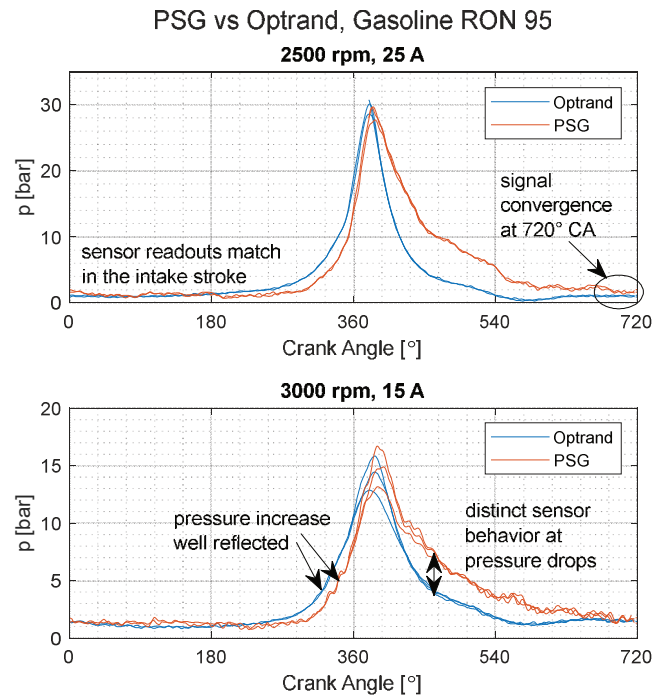 PSG vs Optrand, Gasoline RON 95
2500 rpm, 25 A
30
20
10
0
p [bar]
Optrand
PSG
signal
convergence
at 720° CA
sensor readouts match
in the intake stroke
0 180 360 540 720
Crank Angle [°]
3000 rpm, 15 A
20
15
10
5
0
p [bar]
Optrand
PSG
pressure increase
well reflected
distinct sensor
behavior at
pressure drops
0 180 360 540 720
Crank Angle [°]